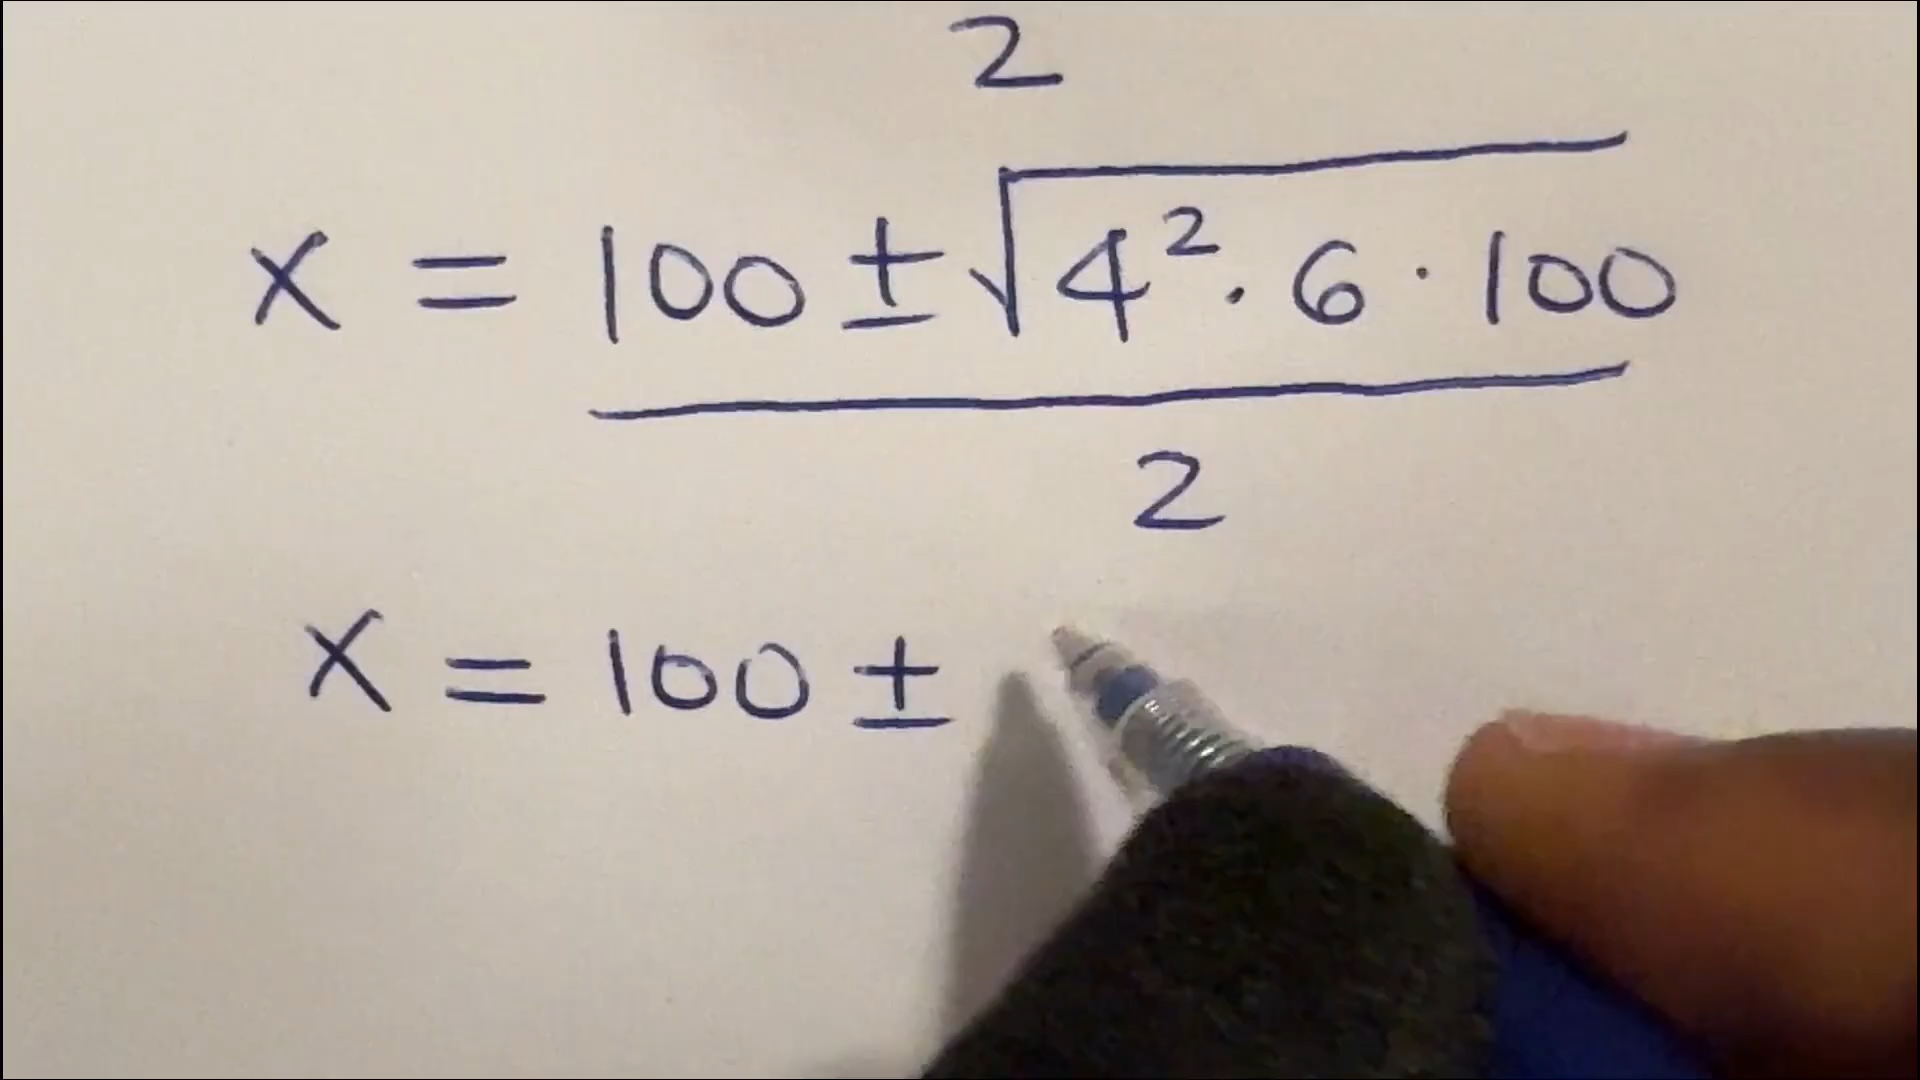 2
x = 100 ± √4² · 6 · 100
2
x = 100 ±